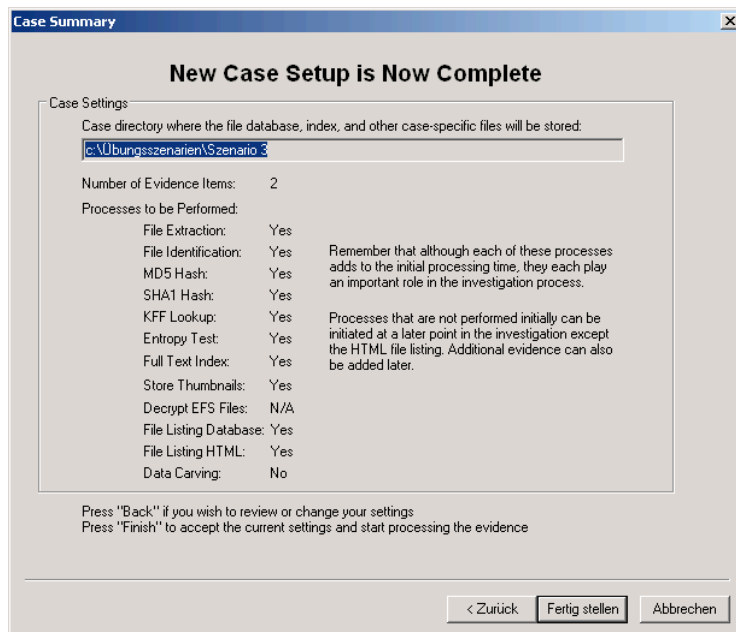 Case Summary
New Case Setup is Now Complete
Case Settings
Case directory where the file database, index, and other case-specific files will be stored:
c:\Übungsszenarien\Szenario 3
Number of Evidence Items: 2
Processes to be Performed:
File Extraction: Yes
File Identification: Yes
MD5 Hash: Yes
SHA1 Hash: Yes
KFF Lookup: Yes
Entropy Test: Yes
Full Text Index: Yes
Store Thumbnails: Yes
Decrypt EFS Files: N/A
File Listing Database: Yes
File Listing HTML: Yes
Data Carving: No
Remember that although each of these processes
adds to the initial processing time, they each play
an important role in the investigation process.
Processes that are not performed initially can be
initiated at a later point in the investigation except
the HTML file listing. Additional evidence can also
be added later.
Press "Back" if you wish to review or change your settings
Press "Finish" to accept the current settings and start processing the evidence
< Zurück
Fertig stellen
Abbrechen